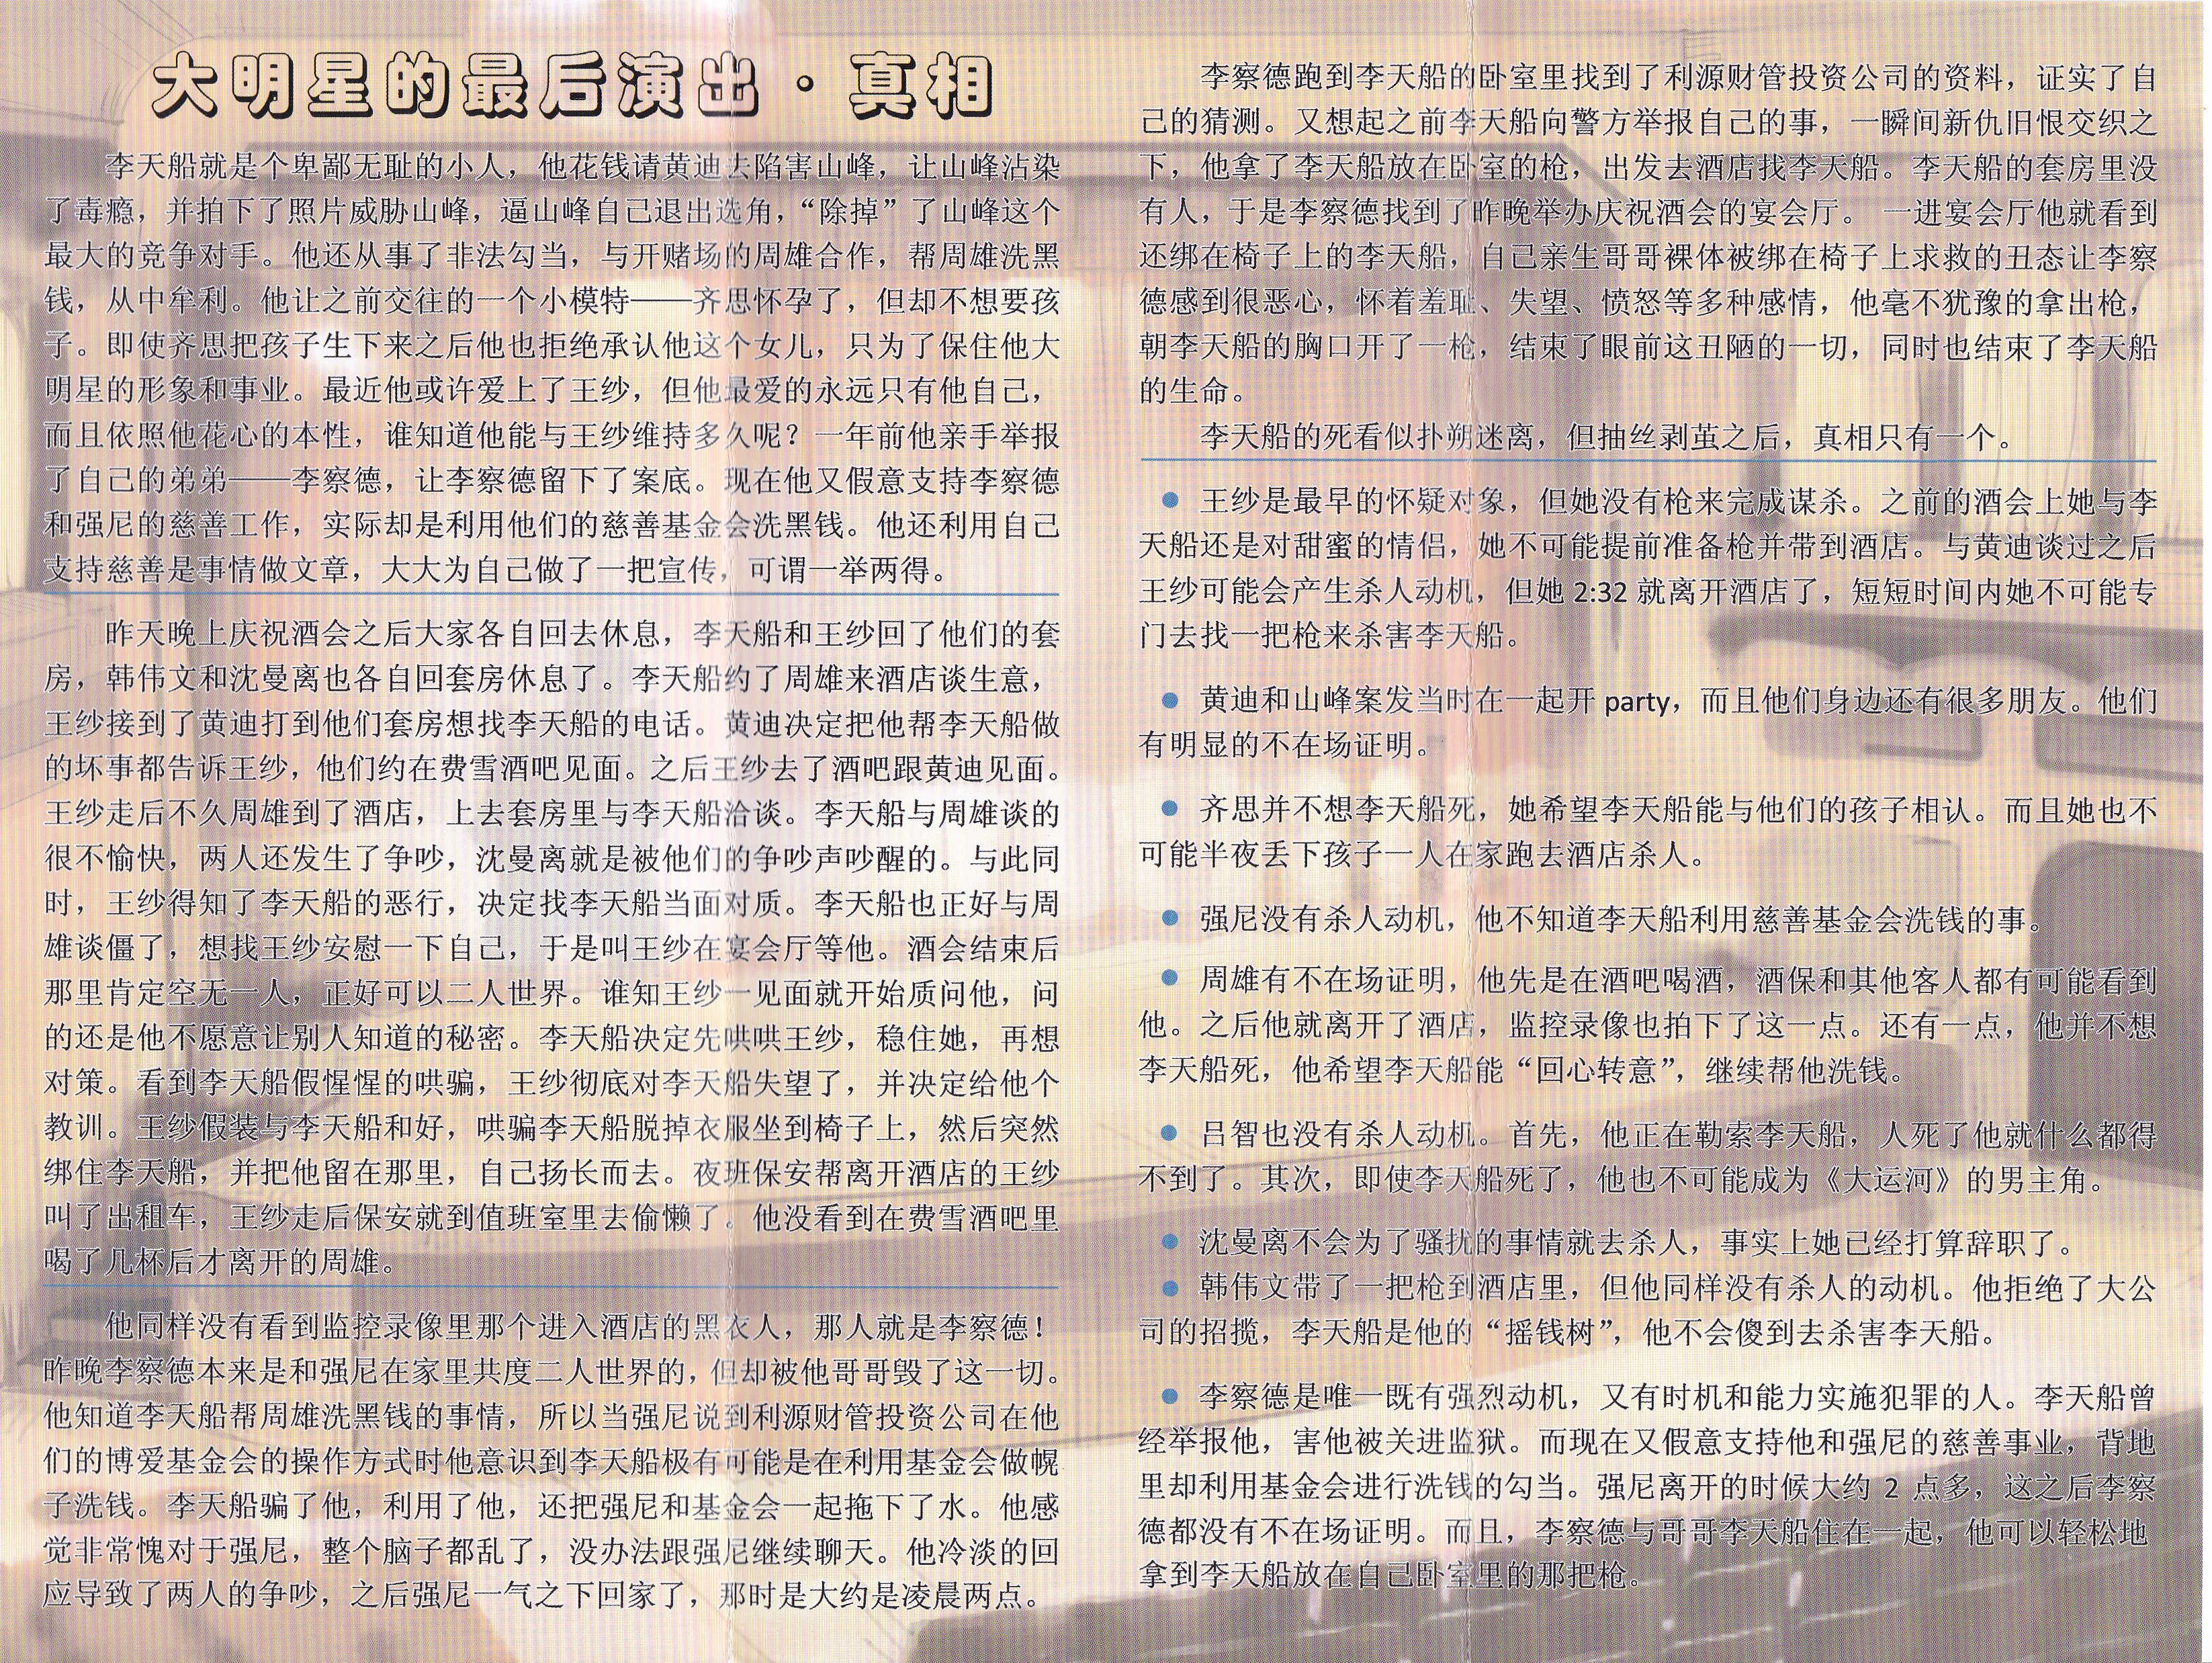 大明星的最后演出·真相
李天船就是个卑鄙无耻的小人，他花钱请黄迪去陷害山峰，让山峰沾染
了毒瘾，并拍下了照片威胁山峰，逼山峰自己退出选角，“除掉”了山峰这个
最大的竞争对手。他还从事了非法勾当，与开赌场的周雄合作，帮周雄洗黑
钱，从中牟利。他让之前交往的一个小模特——齐思怀孕了，但却不想要孩
子。即使齐思把孩子生下来之后他也拒绝承认他这个女儿，只为了保住他大
明星的形象和事业。最近他或许爱上了王纱，但他最爱的永远只有他自己，
而且依照他花心的本性，谁知道他能与王纱维持多久呢？一年前他亲手举报
了自己的弟弟——李察德，让李察德留下了案底。现在他又假意支持李察德
和强尼的慈善工作，实际却是利用他们的慈善基金会洗黑钱。他还利用自己
支持慈善是事情做文章，大大为自己做了一把宣传，可谓一举两得。
昨天晚上庆祝酒会之后大家各自回去休息，李天船和王纱回了他们的套
房，韩伟文和沈曼离也各自回套房休息了。李天船约了周雄来酒店谈生意，
王纱接到了黄迪打到他们套房想找李天船的电话。黄迪决定把他帮李天船做
的坏事都告诉王纱，他们约在费雪酒吧见面。之后王纱去了酒吧跟黄迪见面。
王纱走后不久周雄到了酒店，上去套房里与李天船洽谈。李天船与周雄谈的
很不愉快，两人还发生了争吵，沈曼离就是被他们的争吵声吵醒的。与此同
时，王纱得知了李天船的恶行，决定找李天船当面对质。李天船也正好与周
雄谈僵了，想找王纱安慰一下自己，于是叫王纱在宴会厅等他。酒会结束后
那里肯定空无一人，正好可以二人世界。谁知王纱一见面就开始质问他，问
的还是他不愿意让别人知道的秘密。李天船决定先哄哄王纱，稳住她，再想
对策。看到李天船假惺惺的哄骗，王纱彻底对李天船失望了，并决定给他个
教训。王纱假装与李天船和好，哄骗李天船脱掉衣服坐到椅子上，然后突然
绑住李天船，并把他留在那里，自己扬长而去。夜班保安帮离开酒店的王纱
叫了出租车，王纱走后保安就到值班室里去偷懒了。他没看到在费雪酒吧里
喝了几杯后才离开的周雄。
他同样没有看到监控录像里那个进入酒店的黑衣人，那人就是李察德！
昨晚李察德本来是和强尼在家里共度二人世界的，但却被他哥哥毁了这一切。
他知道李天船帮周雄洗黑钱的事情，所以当强尼说到利源财管投资公司在他
们的博爱基金会的操作方式时他意识到李天船极有可能是在利用基金会做幌
子洗钱。李天船骗了他，利用了他，还把强尼和基金会一起拖下了水。他感
觉非常愧对于强尼，整个脑子都乱了，没办法跟强尼继续聊天。他冷淡的回
应导致了两人的争吵，之后强尼一气之下回家了，那时是大约是凌晨两点。
李察德跑到李天船的卧室里找到了利源财管投资公司的资料，证实了自
己的猜测。又想起之前李天船向警方举报自己的事，一瞬间新仇旧恨交织之
下，他拿了李天船放在卧室的枪，出发去酒店找李天船。李天船的套房里没
有人，于是李察德找到了昨晚举办庆祝酒会的宴会厅。一进宴会厅他就看到
还绑在椅子上的李天船，自己亲生哥哥裸体被绑在椅子上求救的丑态让李察
德感到很恶心，怀着羞耻、失望、愤怒等多种感情，他毫不犹豫的拿出枪，
朝李天船的胸口开了一枪，结束了眼前这丑陋的一切，同时也结束了李天船
的生命。
李天船的死看似扑朔迷离，但抽丝剥茧之后，真相只有一个。
● 王纱是最早的怀疑对象，但她没有枪来完成谋杀。之前的酒会上她与李
天船还是对甜蜜的情侣，她不可能提前准备枪并带到酒店。与黄迪谈过之后
王纱可能会产生杀人动机，但她 2:32 就离开酒店了，短短时间内她不可能专
门去找一把枪来杀害李天船。
● 黄迪和山峰案发当时在一起开 party，而且他们身边还有很多朋友。他们
有明显的不在场证明。
● 齐思并不想李天船死，她希望李天船能与他们的孩子相认。而且她也不
可能半夜丢下孩子一人在家跑去酒店杀人。
● 强尼没有杀人动机，他不知道李天船利用慈善基金会洗钱的事。
● 周雄有不在场证明，他先是在酒吧喝酒，酒保和其他客人都有可能看到
他。之后他就离开了酒店，监控录像也拍下了这一点。还有一点，他并不想
李天船死，他希望李天船能“回心转意”，继续帮他洗钱。
● 吕智也没有杀人动机。首先，他正在勒索李天船，人死了他就什么都得
不到了。其次，即使李天船死了，他也不可能成为《大运河》的男主角。
● 沈曼离不会为了骚扰的事情就去杀人，事实上她已经打算辞职了。
● 韩伟文带了一把枪到酒店里，但他同样没有杀人的动机。他拒绝了大公
司的招揽，李天船是他的“摇钱树”，他不会傻到去杀害李天船。
● 李察德是唯一既有强烈动机，又有时机和能力实施犯罪的人。李天船曾
经举报他，害他被关进监狱。而现在又假意支持他和强尼的慈善事业，背地
里却利用基金会进行洗钱的勾当。强尼离开的时候大约 2 点多，这之后李察
德都没有不在场证明。而且，李察德与哥哥李天船住在一起，他可以轻松地
拿到李天船放在自己卧室里的那把枪。